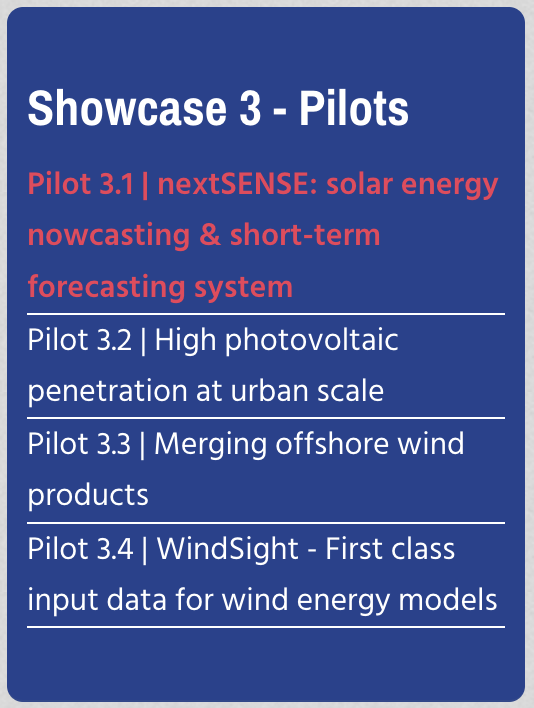 Showcase 3 - Pilots
Pilot 3.1 | nextSENSE: solar energy
nowcasting & short-term
forecasting system
Pilot 3.2 | High photovoltaic
penetration at urban scale
Pilot 3.3 | Merging offshore wind
products
Pilot 3.4 | WindSight - First class
input data for wind energy models